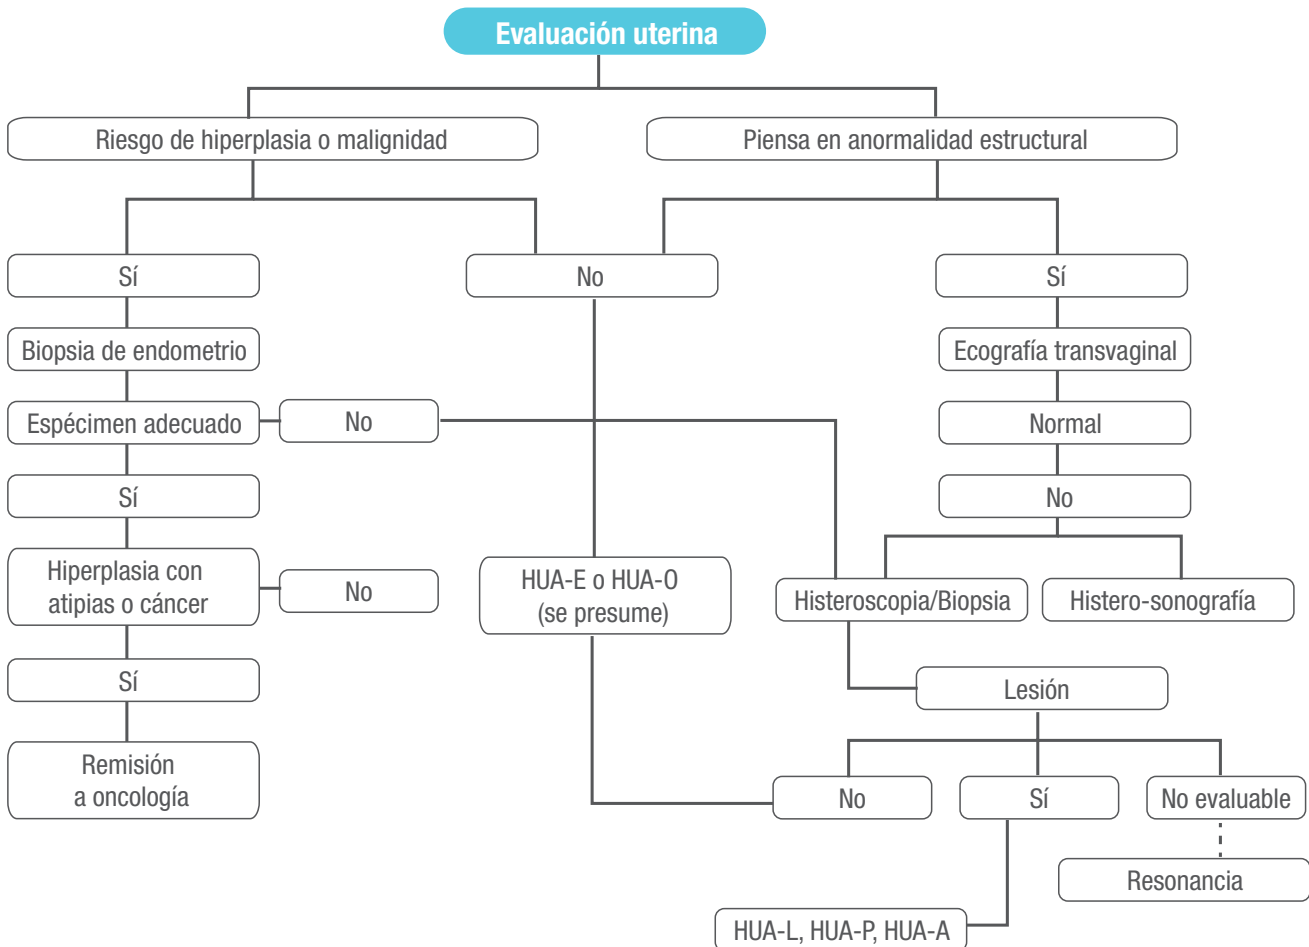 Evaluación uterina
Riesgo de hiperplasia o malignidad
Piensa en anormalidad estructural
Sí
No
Sí
Biopsia de endometrio
Ecografía transvaginal
Espécimen adecuado
No
Normal
Sí
No
Hiperplasia con
atipias o cáncer
No
HUA-E o HUA-O
(se presume)
Histeroscopia/Biopsia
Histero-sonografía
Sí
Lesión
Remisión
a oncología
No
Sí
No evaluable
Resonancia
HUA-L, HUA-P, HUA-A